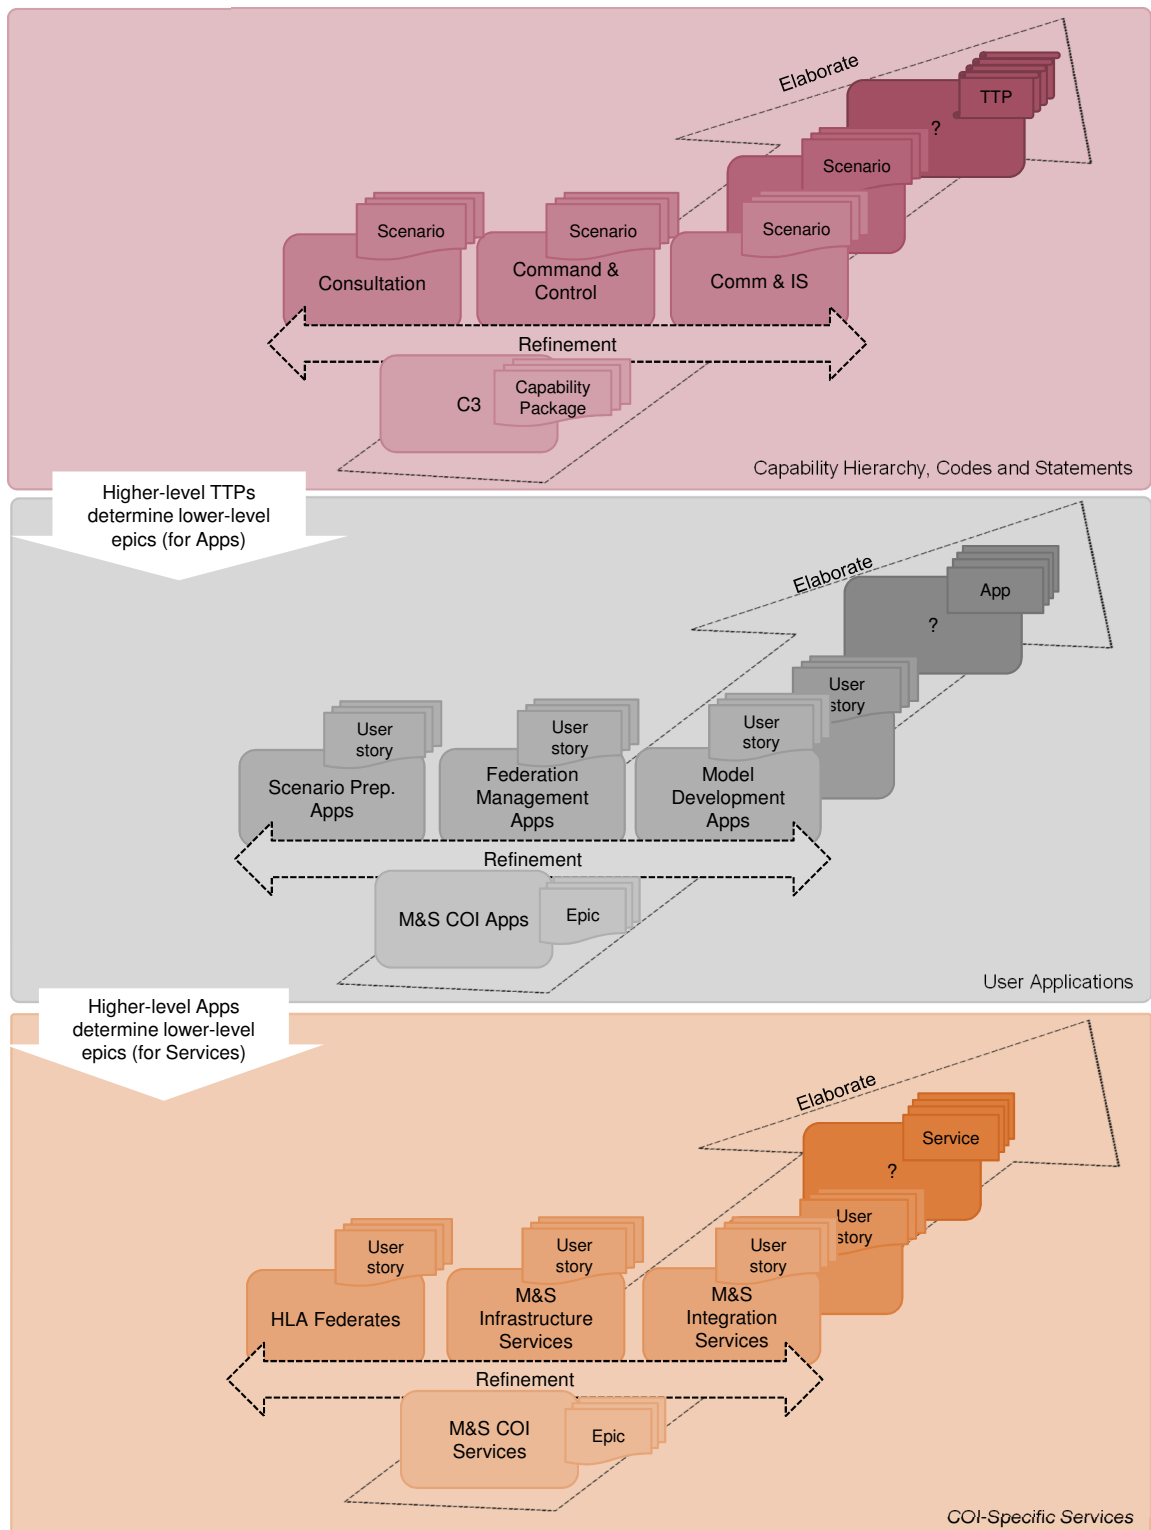 Elaborate
TTP
?
Scenario
Scenario
Scenario
Scenario
Consultation
Command &
Control
Comm & IS
Refinement
C3
Capability
Package
Capability Hierarchy, Codes and Statements
Higher-level TTPs
determine lower-level
epics (for Apps)
Elaborate
App
?
User
story
User
story
User
story
User
story
Scenario Prep.
Apps
Federation
Management
Apps
Model
Development
Apps
Refinement
M&S COI Apps
Epic
User Applications
Higher-level Apps
determine lower-level
epics (for Services)
Elaborate
Service
?
User
story
User
story
User
story
User
story
HLA Federates
M&S
Infrastructure
Services
M&S
Integration
Services
Refinement
M&S COI
Services
Epic
COI-Specific Services